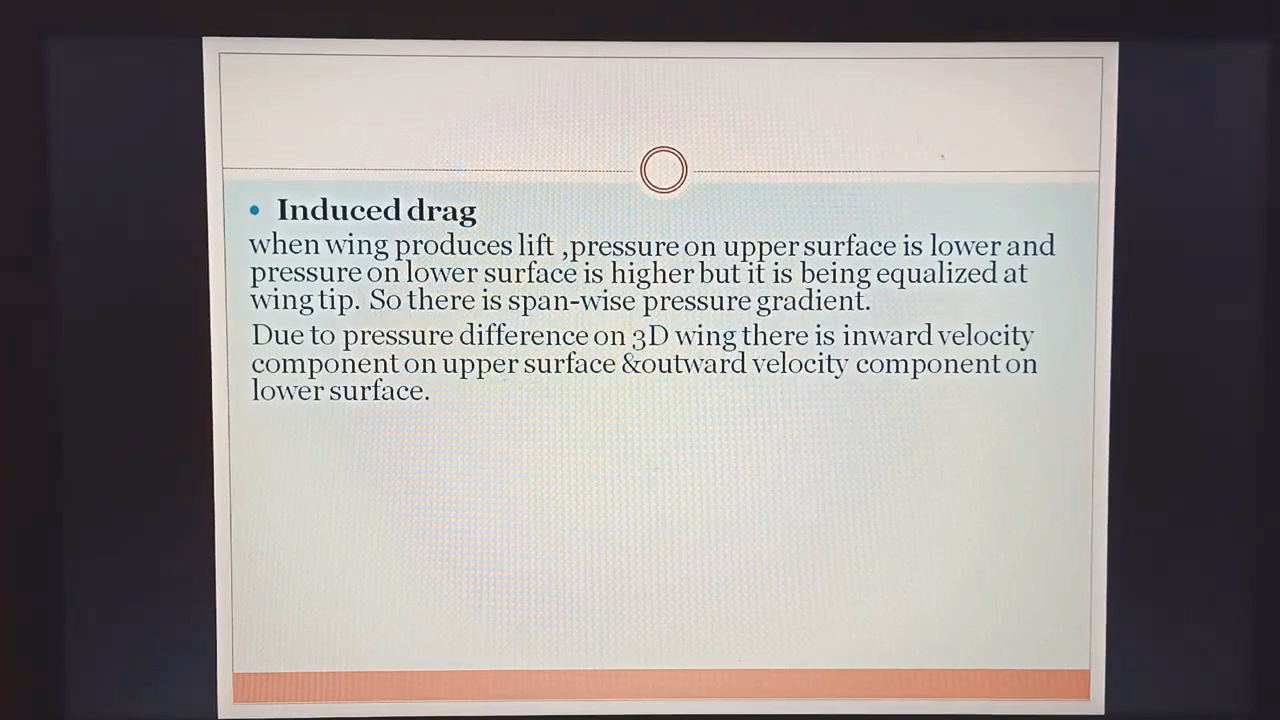 • Induced drag
when wing produces lift ,pressure on upper surface is lower and
pressure on lower surface is higher but it is being equalized at
wing tip. So there is span-wise pressure gradient.
Due to pressure difference on 3D wing there is inward velocity
component on upper surface &outward velocity component on
lower surface.